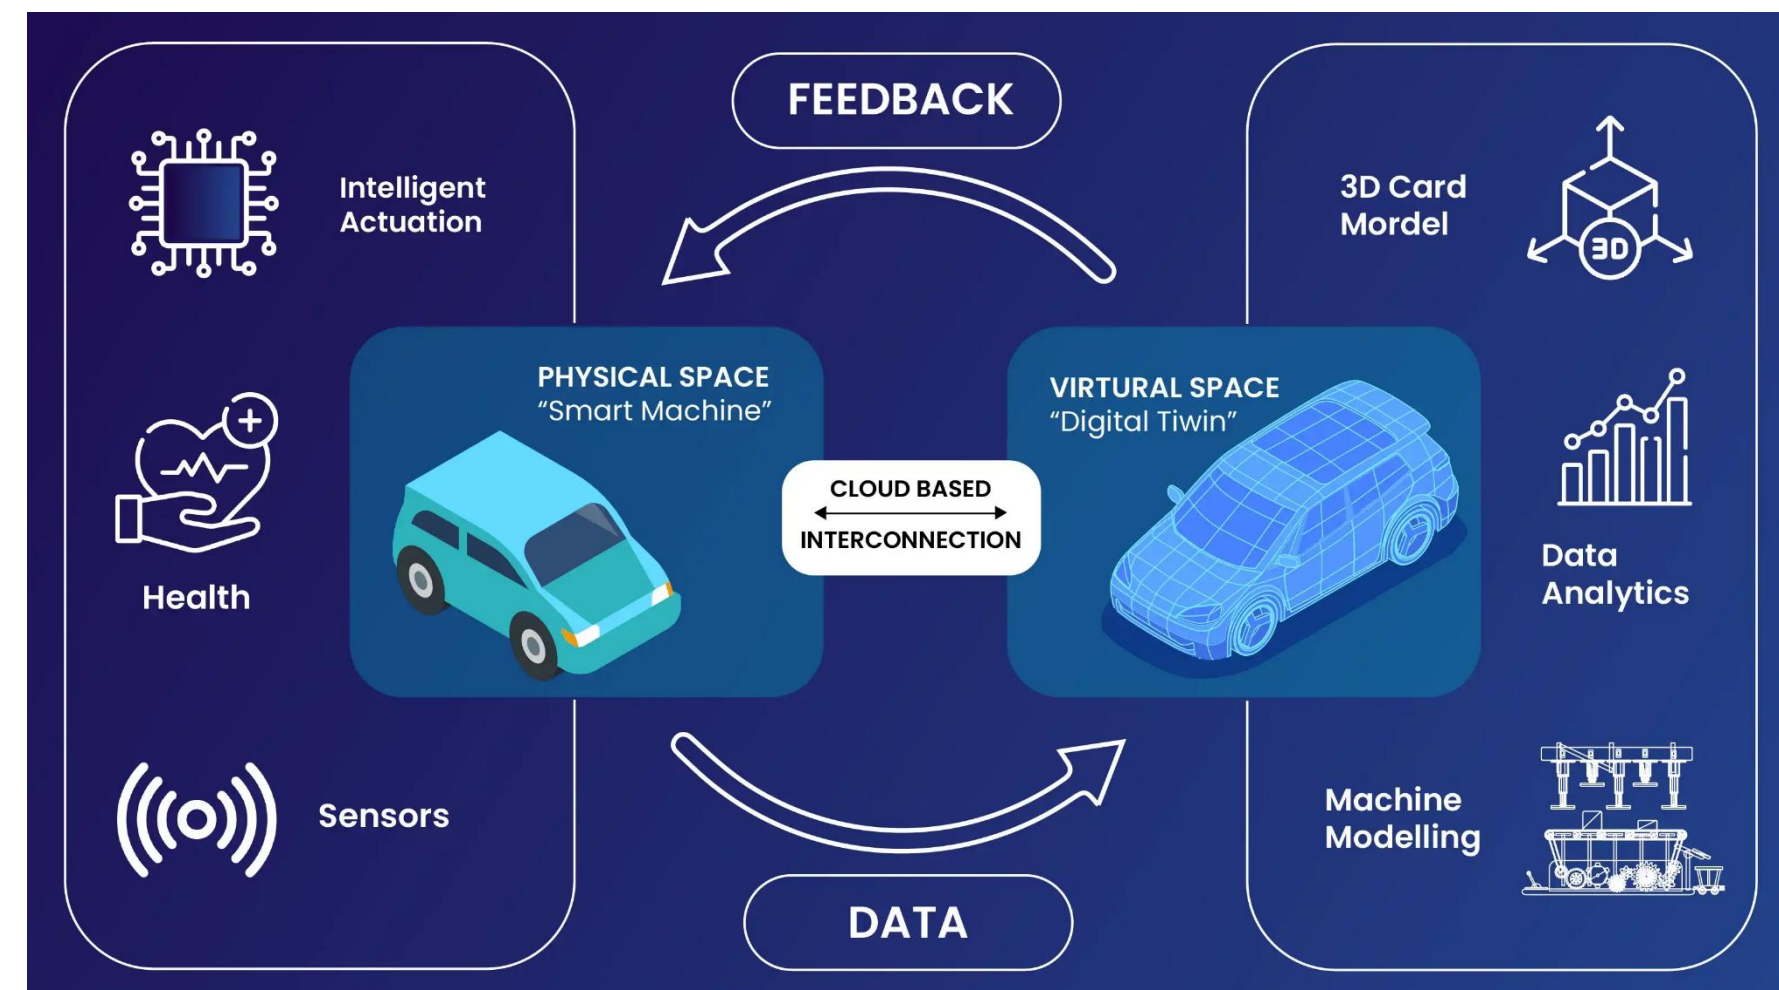 FEEDBACK
Intelligent
Actuation
3D Card
Mordel
3D
PHYSICAL SPACE
“Smart Machine”
VIRTURAL SPACE
“Digital Tiwin”
CLOUD BASED
INTERCONNECTION
Health
Data
Analytics
Sensors
Machine
Modelling
DATA